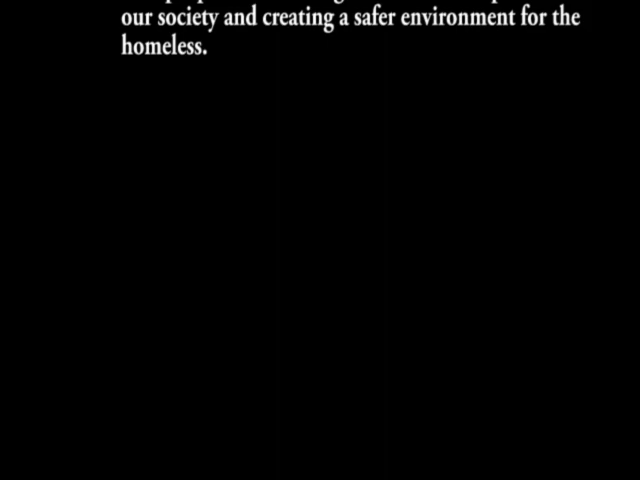 our society and creating a safer environment for the
homeless.